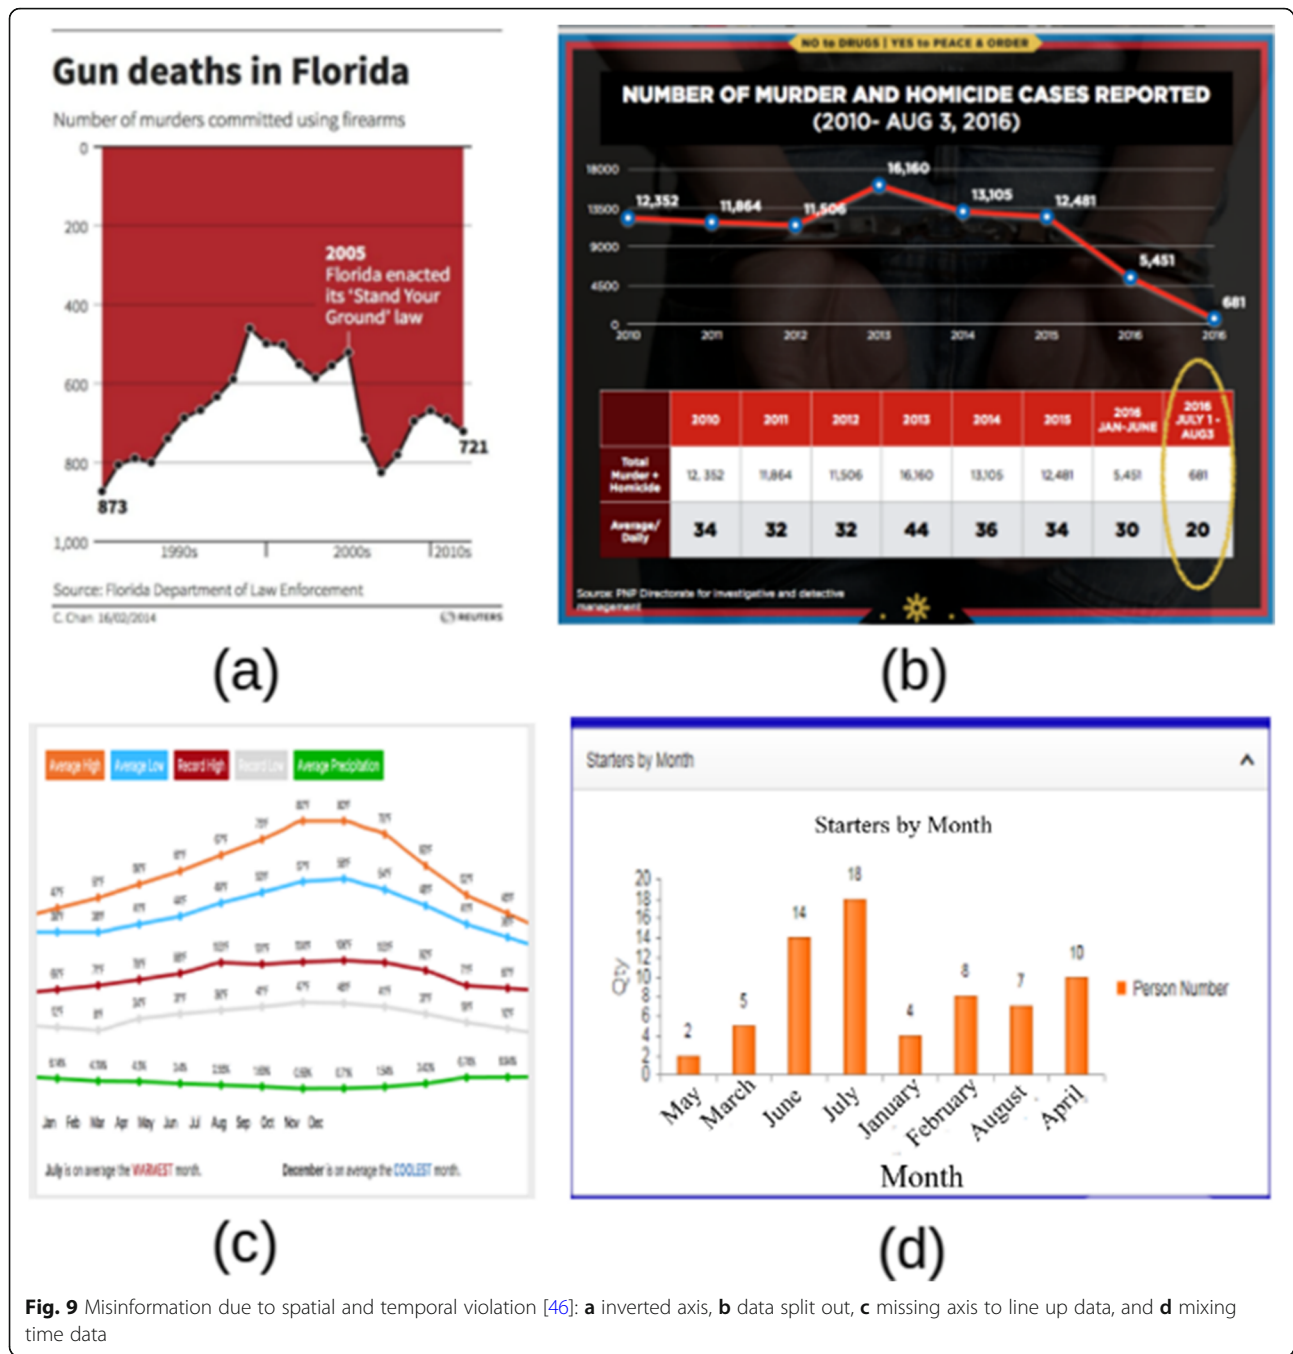 Gun deaths in Florida
Number of murders committed using firearms
0
200
400
600
800
1,000
2005
Florida enacted
its 'Stand Your
Ground' law
873
721
1990s
2000s
2010s
Source: Florida Department of Law Enforcement
C. Chan 16/02/2014
REUTERS
(a)
NO to DRUGS | YES to PEACE & ORDER
NUMBER OF MURDER AND HOMICIDE CASES REPORTED
(2010- AUG 3, 2016)
18000
13500
9000
4500
0
12,352
11,864
11,506
16,160
13,105
12,481
5,451
681
2010 2011 2012 2013 2014 2015 2016 2016
2010 2011 2012 2013 2014 2015 2016 JAN-JUNE 2016 JULY 1 - AUG3
Total Murder + Homicide 12, 352 11,864 11,506 16,160 13,105 12,481 5,451 681
Average/ Daily 34 32 32 44 36 34 30 20
Source: PNP Directorate for investigative and detective
management
(b)
Average High Average Low Record High Record Low Average Precipitation
Jan Feb Mar Apr May Jun Jul Aug Sep Oct Nov Dec
July is on average the WARMEST month.
December is on average the COOLEST month.
(c)
Starters by Month
Starters by Month
20
18
16
14
12
10
8
6
4
2
0
Qty
2
5
14
18
4
8
7
10
Person Number
May March June July January February August April
Month
(d)
Fig. 9 Misinformation due to spatial and temporal violation [46]: a inverted axis, b data split out, c missing axis to line up data, and d mixing
time data